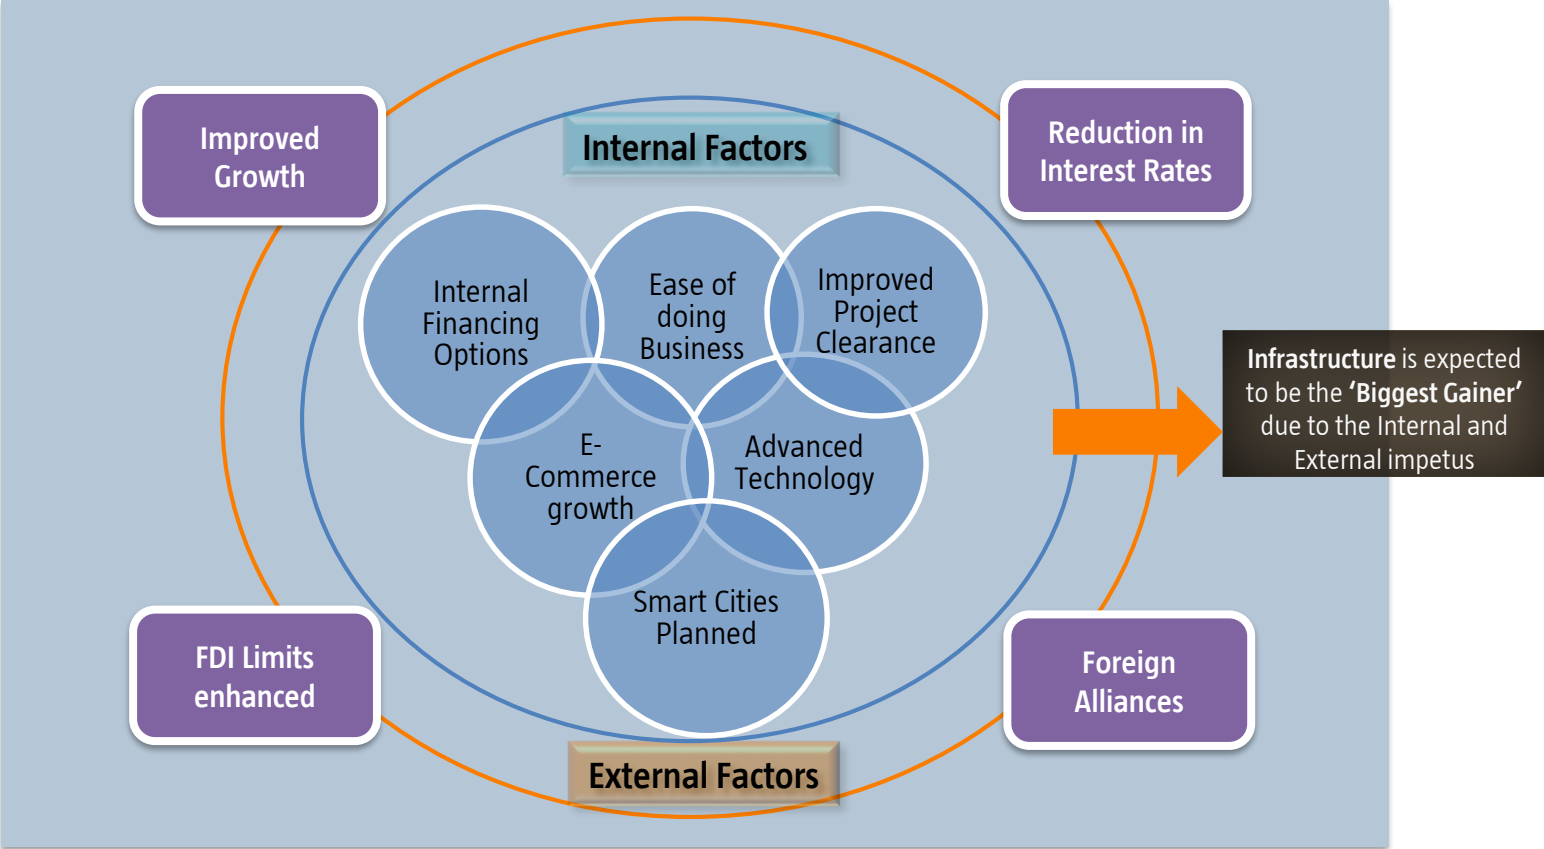 Improved
Growth
Reduction in
Interest Rates
Internal Factors
Internal
Financing
Options
Ease of
doing
Business
Improved
Project
Clearance
E-
Commerce
growth
Advanced
Technology
Smart Cities
Planned
Infrastructure is expected
to be the ‘Biggest Gainer’
due to the Internal and
External impetus
FDI Limits
enhanced
Foreign
Alliances
External Factors